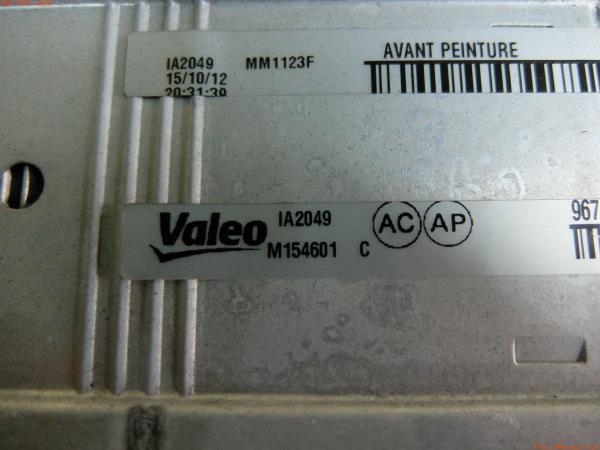 IA2049 MM1123F AVANT PEINTURE
15/10/12
20:31:39
Valeo IA2049 AC AP 967
M154601 C